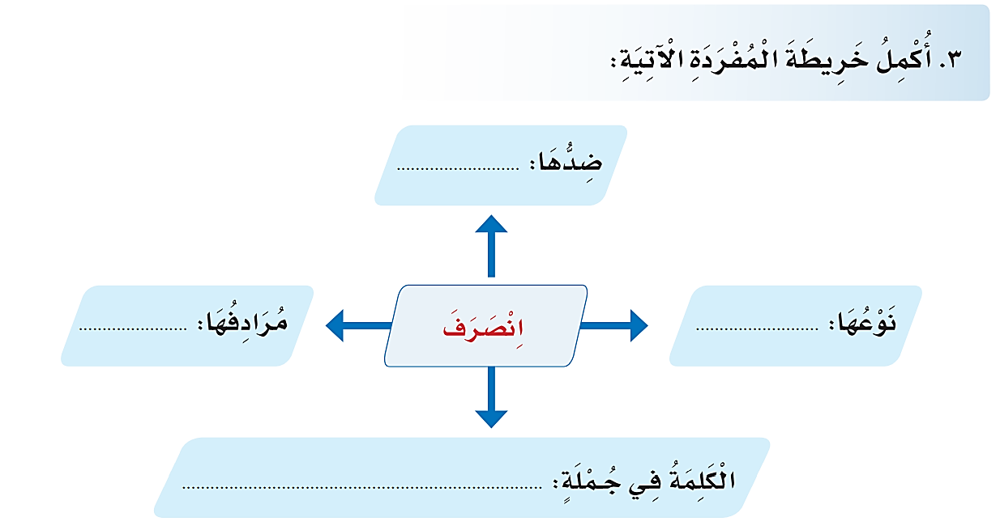 ٣. أُكْمِلُ خَرِيطَةَ الْمُفْرَدَةِ الْآتِيَةِ:
ضِدُّهَا: ..........................
نَوْعُهَا: ..........................
اِنْصَرَفَ
مُرَادِفُهَا: .......................
الْكَلِمَةُ فِي جُمْلَةٍ: ............................................................................